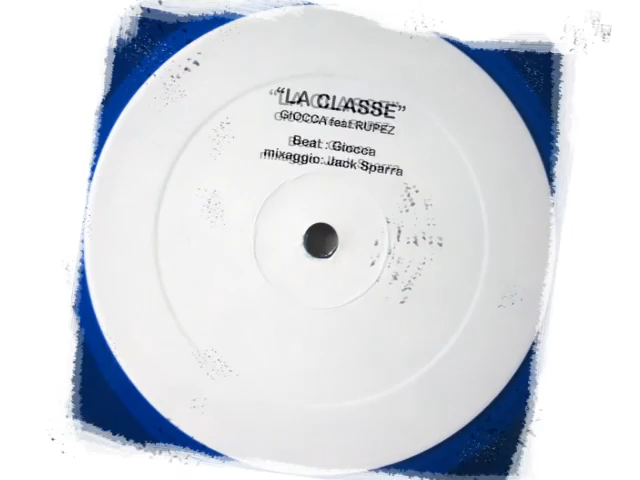 “LA CLASSE”
GIOCCA feat. RUPEZ
Beat : Giocca
mixaggio: Jack Sparra